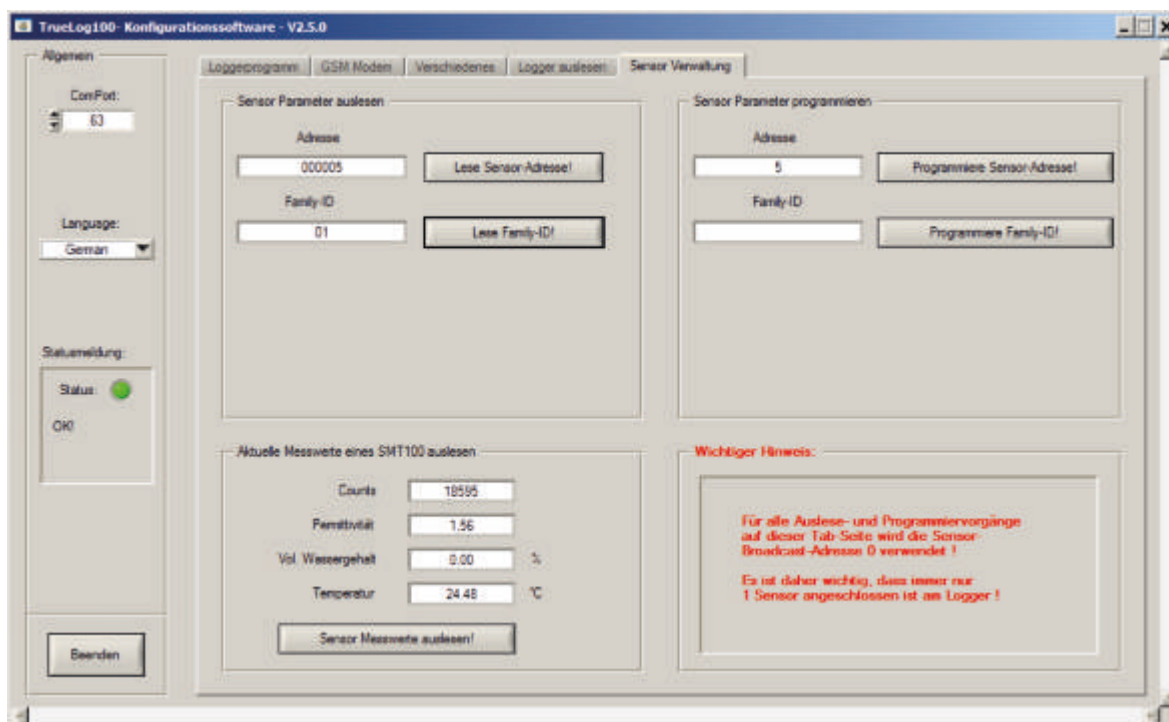 TrueLog100- Konfigurationssoftware - V2.5.0
Allgemein
ComPort:
63
Language:
German
Statusmeldung:
Status:
OK!
Beenden
Loggerprogramm
GSM Modem
Verschiedenes
Logger auslesen
Sensor Verwaltung
Sensor Parameter auslesen
Adresse
000005
Lese Sensor-Adresse!
Family-ID
01
Lese Family-ID!
Sensor Parameter programmieren
Adresse
5
Programmiere Sensor-Adresse!
Family-ID
Programmiere Family-ID!
Aktuelle Messwerte eines SMT100 auslesen
Counts
18595
Permittivität
1.56
Vol. Wassergehalt
0.00
%
Temperatur
24.48
°C
Sensor Messwerte auslesen!
Wichtiger Hinweis:
Für alle Auslese- und Programmiervorgänge
auf dieser Tab-Seite wird die Sensor-
Broadcast-Adresse 0 verwendet !
Es ist daher wichtig, dass immer nur
1 Sensor angeschlossen ist am Logger !